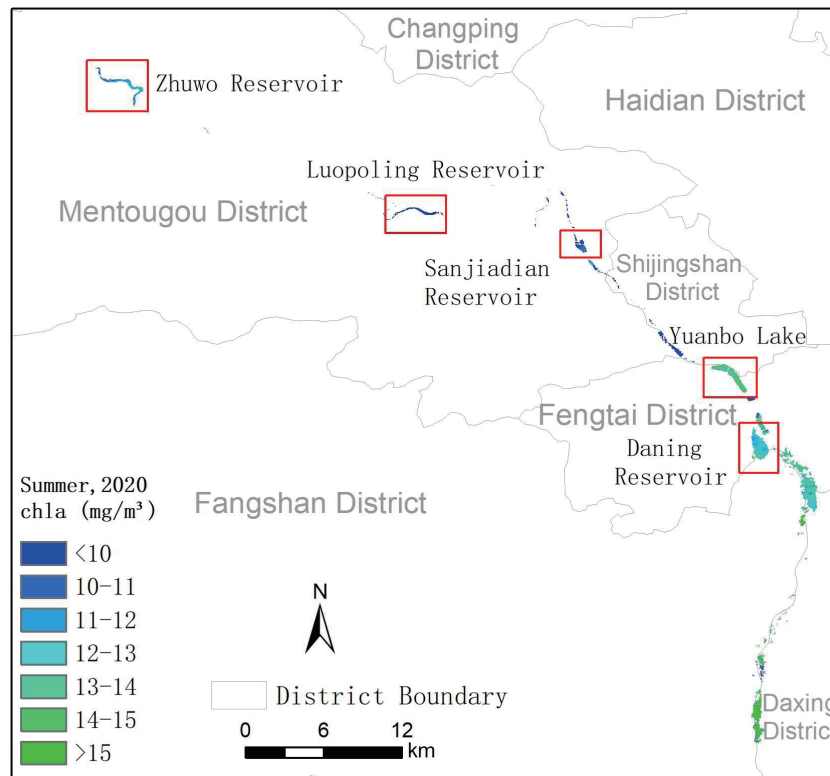 Changping
District
Zhuwo Reservoir
Haidian District
Luopoling Reservoir
Mentougou District
Sanjiadian
Reservoir
Shijingshan
District
Yuanbo Lake
Fengtai District
Daning
Reservoir
Fangshan District
Summer,2020
chla (mg/m³)
<10
10-11
11-12
12-13
13-14
14-15
>15
N
District Boundary
0 6 12
km
Daxing
District